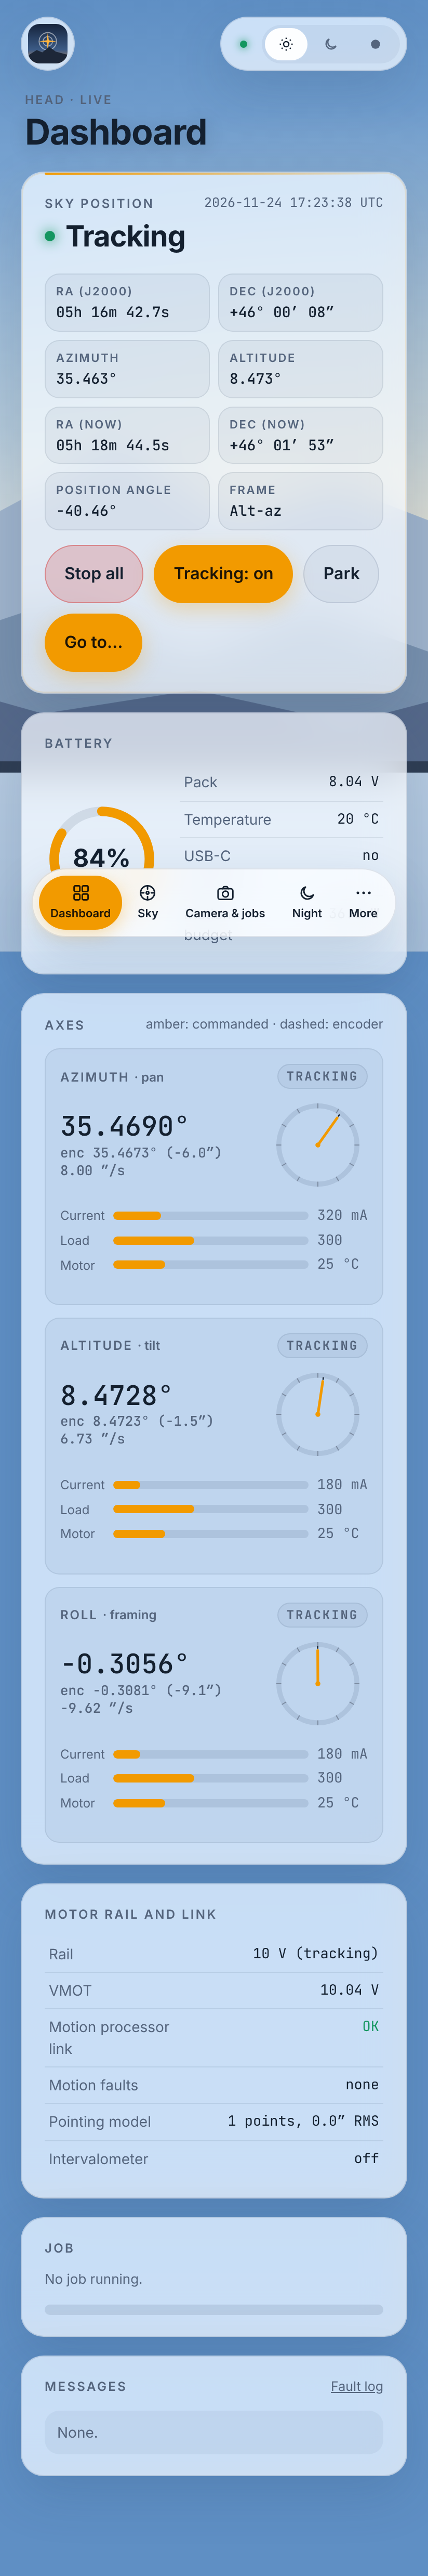 HEAD · LIVE
Dashboard
SKY POSITION
2026-11-24 17:23:38 UTC
Tracking
RA (J2000)
05h 16m 42.7s
DEC (J2000)
+46° 00′ 08″
AZIMUTH
35.463°
ALTITUDE
8.473°
RA (NOW)
05h 18m 44.5s
DEC (NOW)
+46° 01′ 53″
POSITION ANGLE
-40.46°
FRAME
Alt-az
Stop all
Tracking: on
Park
Go to…
BATTERY
84%
Pack
8.04 V
Temperature
20 °C
USB-C
no
budget
Dashboard
Sky
Camera & jobs
Night
More
AXES
amber: commanded · dashed: encoder
AZIMUTH · pan
TRACKING
35.4690°
enc 35.4673° (-6.0″)
8.00 ″/s
Current
320 mA
Load
300
Motor
25 °C
ALTITUDE · tilt
TRACKING
8.4728°
enc 8.4723° (-1.5″)
6.73 ″/s
Current
180 mA
Load
300
Motor
25 °C
ROLL · framing
TRACKING
-0.3056°
enc -0.3081° (-9.1″)
-9.62 ″/s
Current
180 mA
Load
300
Motor
25 °C
MOTOR RAIL AND LINK
Rail
10 V (tracking)
VMOT
10.04 V
Motion processor
link
OK
Motion faults
none
Pointing model
1 points, 0.0″ RMS
Intervalometer
off
JOB
No job running.
MESSAGES
Fault log
None.